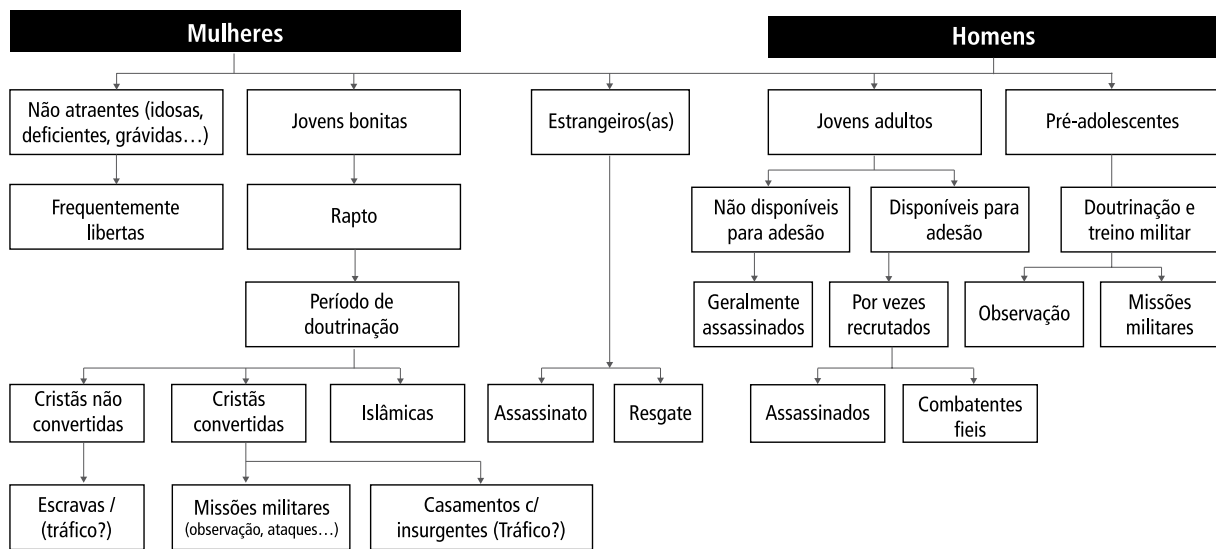 Mulheres
Homens
Não atraentes (idosas,
deficientes, grávidas…)
Jovens bonitas
Estrangeiros(as)
Jovens adultos
Pré-adolescentes
Frequentemente
libertas
Rapto
Não disponíveis
para adesão
Disponíveis para
adesão
Doutrinação e
treino militar
Período de
doutrinação
Geralmente
assassinados
Por vezes
recrutados
Observação
Missões
militares
Cristãs não
convertidas
Cristãs
convertidas
Islâmicas
Assassinato
Resgate
Assassinados
Combatentes
fieis
Escravas /
(tráfico?)
Missões militares
(observação, ataques…)
Casamentos c/
insurgentes (Tráfico?)